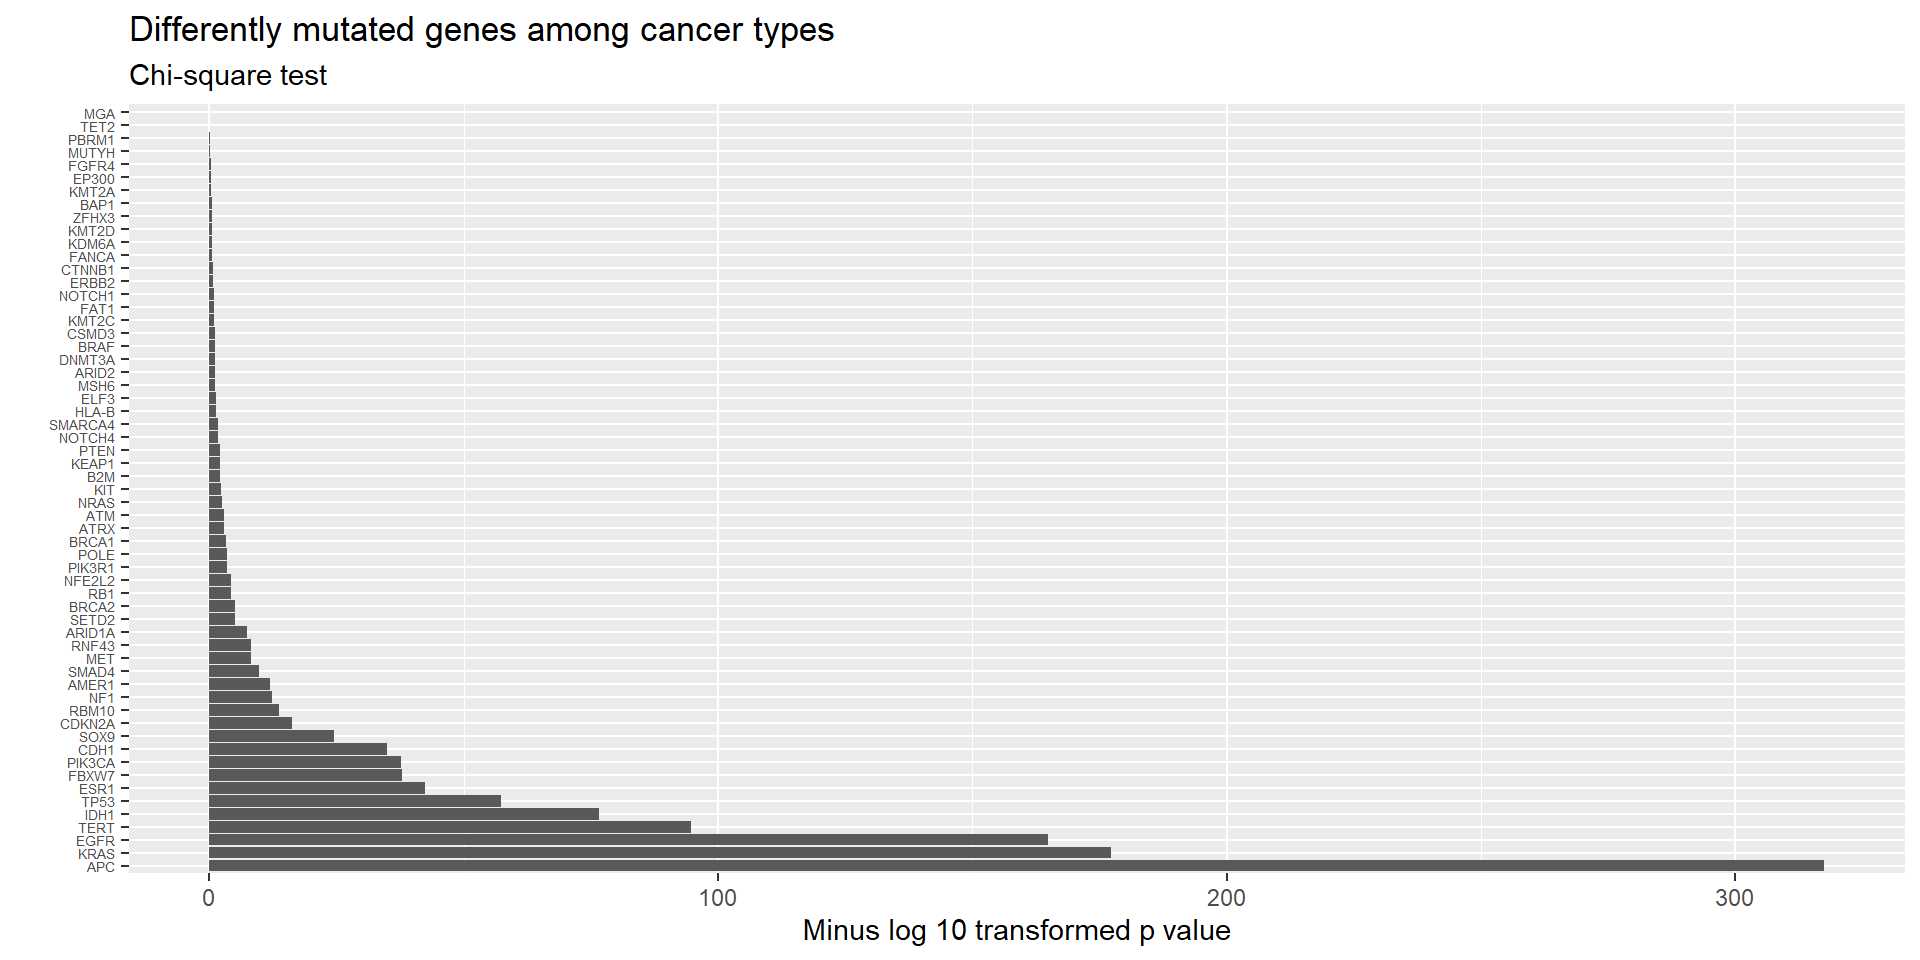 Differently mutated genes among cancer types
Chi-square test
MGA
TET2
PBRM1
MUTYH
FGFR4
EP300
KMT2A
BAP1
ZFHX3
KMT2D
KDM6A
FANCA
CTNNB1
ERBB2
NOTCH1
FAT1
KMT2C
CSMD3
BRAF
DNMT3A
ARID2
MSH6
ELF3
HLA-B
SMARCA4
NOTCH4
PTEN
KEAP1
B2M
KIT
NRAS
ATM
ATRX
BRCA1
POLE
PIK3R1
NFE2L2
RB1
BRCA2
SETD2
ARID1A
RNF43
MET
SMAD4
AMER1
NF1
RBM10
CDKN2A
SOX9
CDH1
PIK3CA
FBXW7
ESR1
TP53
IDH1
TERT
EGFR
KRAS
APC
0 100 200 300
Minus log 10 transformed p value